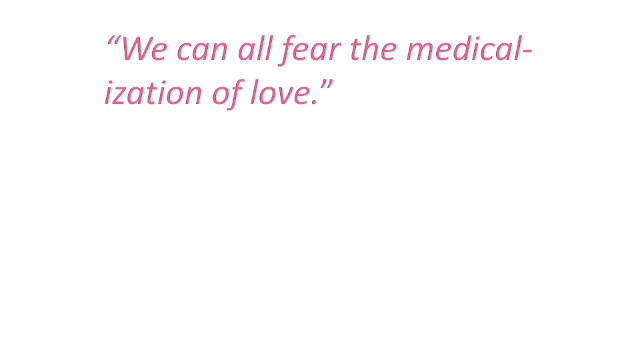 “We can all fear the medical-
ization of love.”